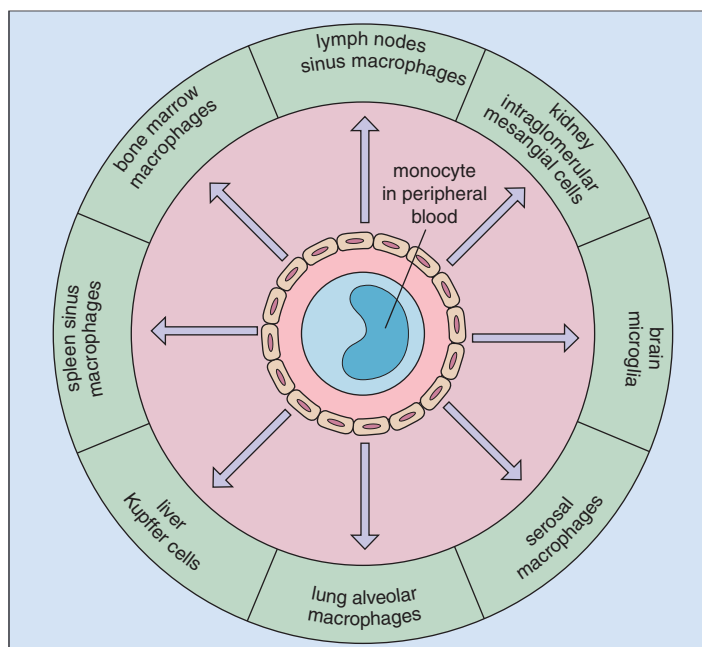 lymph nodes
sinus macrophages
kidney
intraglomerular
mesangial cells
brain
microglia
serosal
macrophages
lung alveolar
macrophages
liver
Kupffer cells
spleen sinus
macrophages
bone marrow
macrophages
monocyte
in peripheral
blood